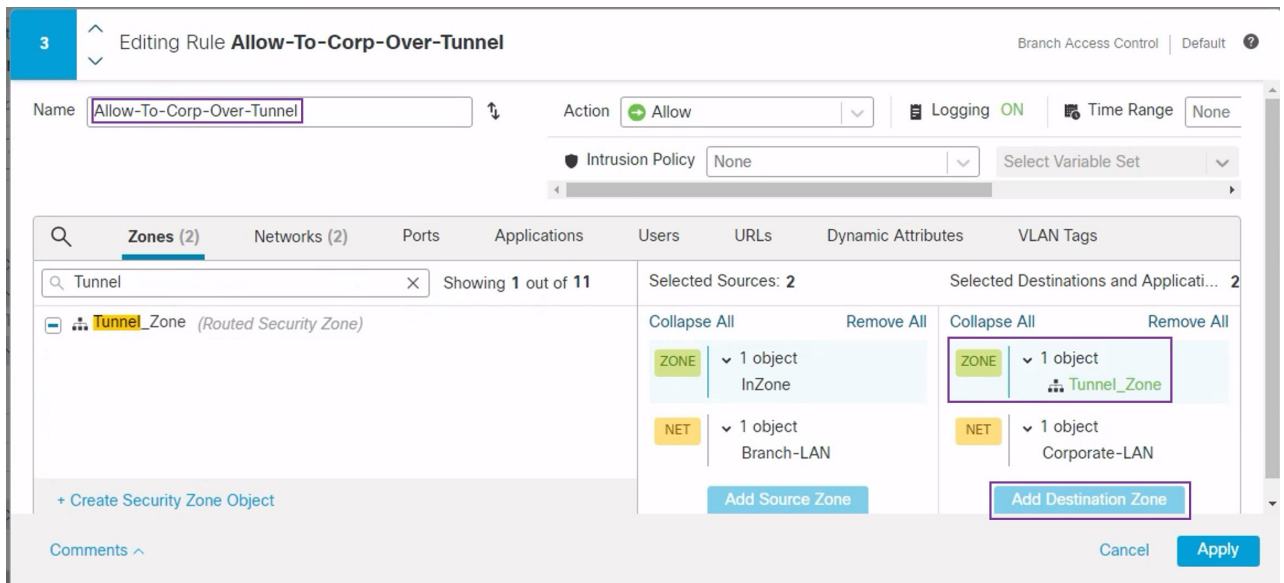 3 Editing Rule Allow-To-Corp-Over-Tunnel Branch Access Control | Default ?
Name Allow-To-Corp-Over-Tunnel Action Allow Logging ON Time Range None
Intrusion Policy None Select Variable Set
Zones (2) Networks (2) Ports Applications Users URLs Dynamic Attributes VLAN Tags
Tunnel Showing 1 out of 11 Selected Sources: 2 Selected Destinations and Applicati... 2
Tunnel_Zone (Routed Security Zone) Collapse All Remove All Collapse All Remove All
ZONE 1 object ZONE 1 object
InZone Tunnel_Zone
NET 1 object NET 1 object
Branch-LAN Corporate-LAN
+ Create Security Zone Object Add Source Zone Add Destination Zone
Comments Cancel Apply